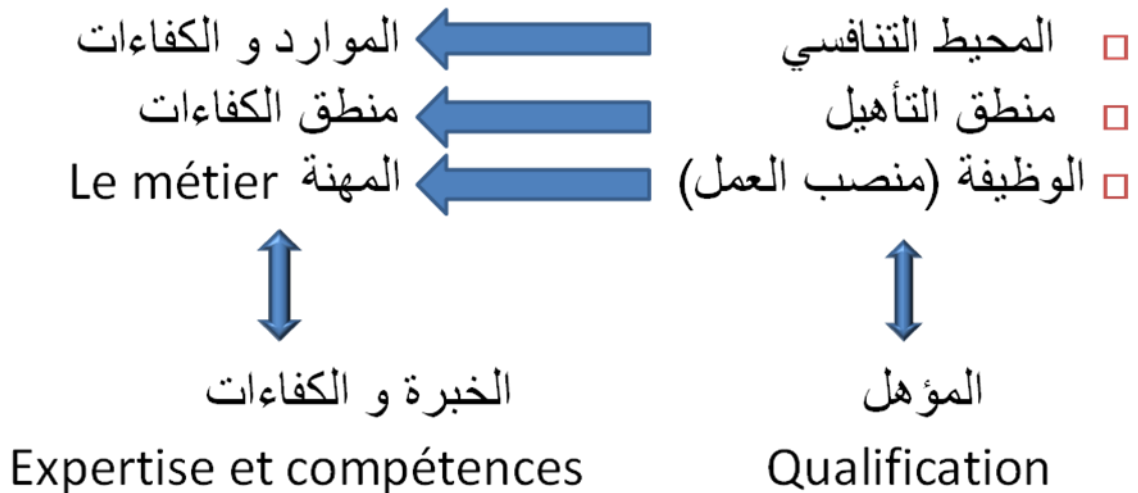 المحيط التنافسي الموارد و الكفاءات
منطق التأهيل منطق الكفاءات
الوظيفة (منصب العمل) المهنة Le métier
المؤهل الخبرة و الكفاءات
Qualification Expertise et compétences